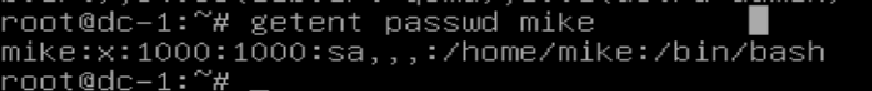 root@dc-1:~# getent passwd mike
mike:x:1000:1000:sa,,,:/home/mike:/bin/bash
root@dc-1:~# _